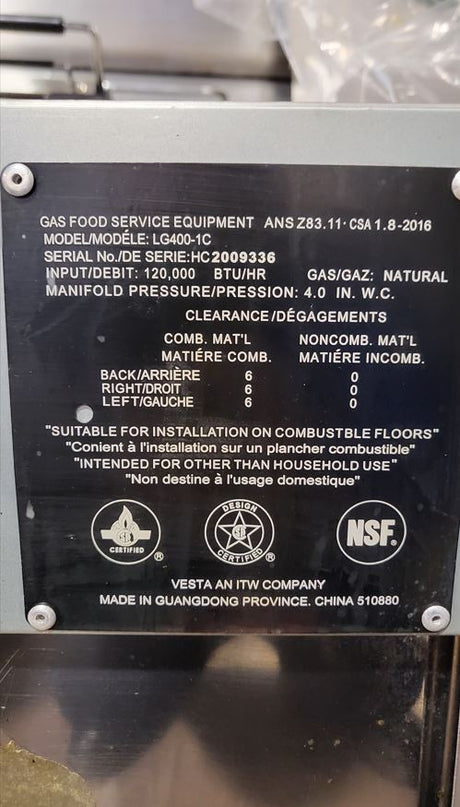 GAS FOOD SERVICE EQUIPMENT ANS Z83.11· CSA 1.8-2016
MODEL/MODÉLE: LG400-1C
SERIAL No./DE SERIE:HC2009336
INPUT/DEBIT: 120,000 BTU/HR GAS/GAZ: NATURAL
MANIFOLD PRESSURE/PRESSION: 4.0 IN. W.C.
CLEARANCE/DÉGAGEMENTS
COMB. MAT'L NONCOMB. MAT'L
MATIÉRE COMB. MATIÉRE INCOMB.
BACK/ARRIÈRE 6 0
RIGHT/DROIT 6 0
LEFT/GAUCHE 6 0
"SUITABLE FOR INSTALLATION ON COMBUSTBLE FLOORS"
"Conient à l'installation sur un plancher combustible"
"INTENDED FOR OTHER THAN HOUSEHOLD USE"
"Non destine à l'usage domestique"
CERTIFIED ®
DESIGN CERTIFIED ®
NSF®
VESTA AN ITW COMPANY
MADE IN GUANGDONG PROVINCE. CHINA 510880